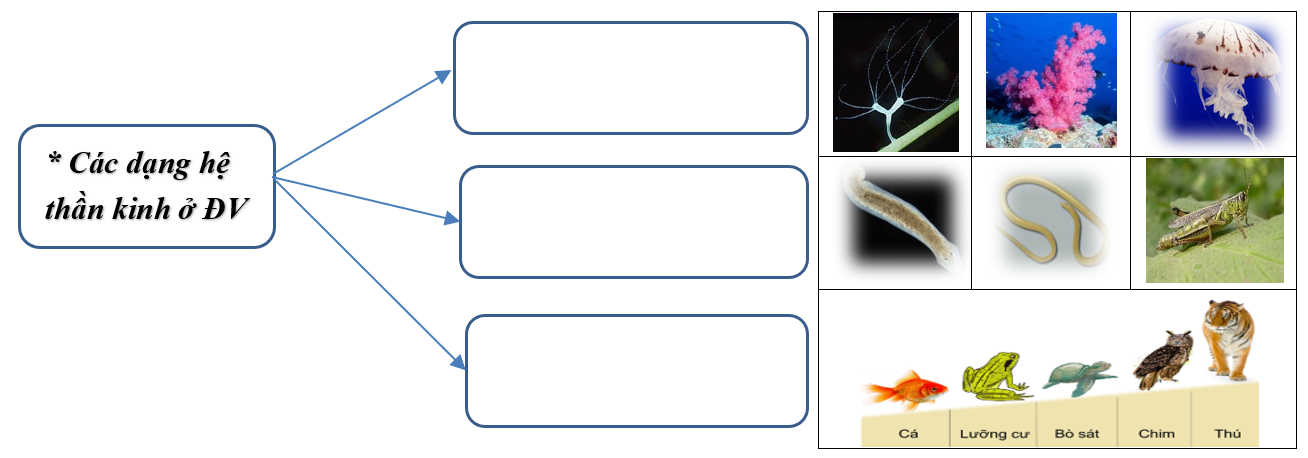 * Các dạng hệ
thần kinh ở ĐV
Cá
Lưỡng cư
Bò sát
Chim
Thú